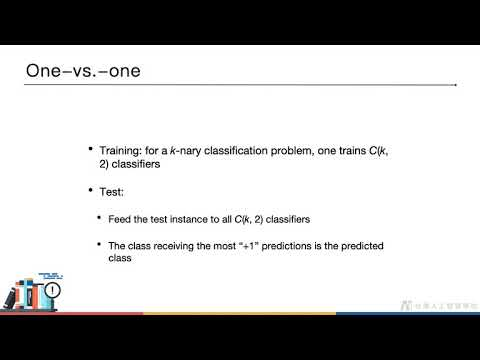 One–vs.–one
• Training: for a k-nary classification problem, one trains C(k,
2) classifiers
• Test:
• Feed the test instance to all C(k, 2) classifiers
• The class receiving the most “+1” predictions is the predicted
class
台灣人工智慧學校